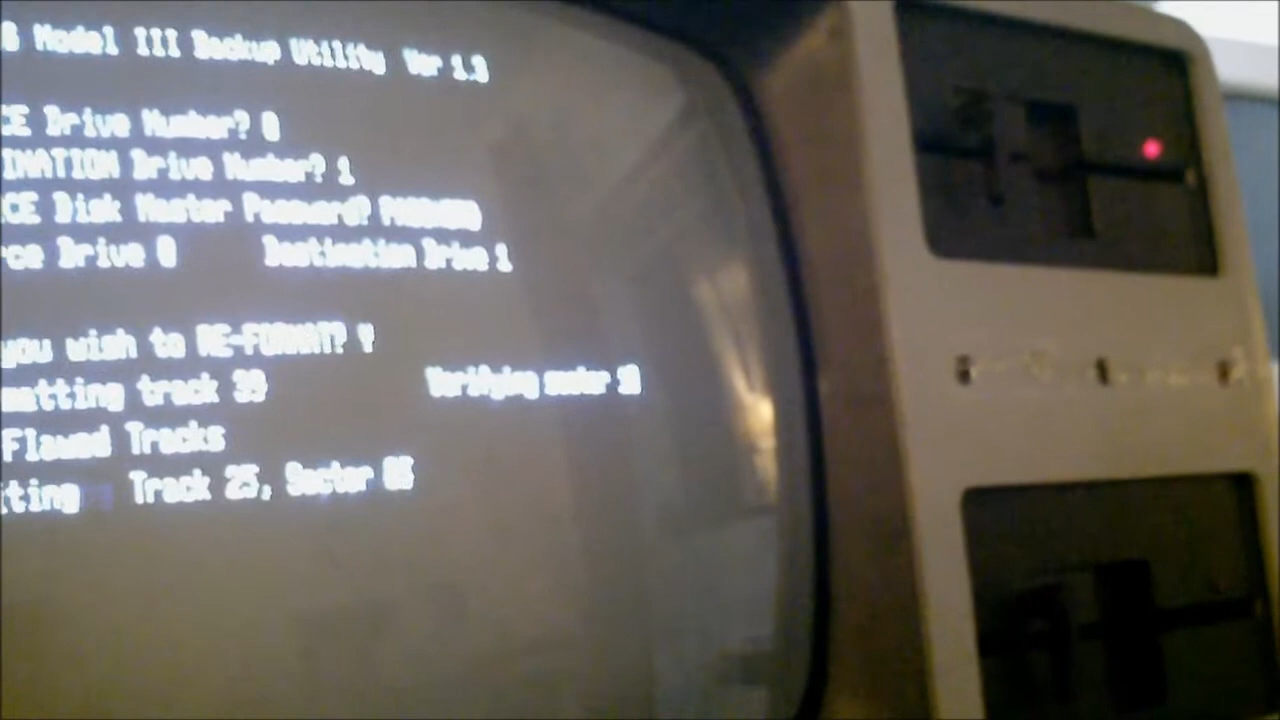 Model III Backup Utility Ver 1.3
CE Drive Number? 0
INATION Drive Number? 1
CE Disk Master Password? PASSWORD
rce Drive 0 Destination Drive 1
you wish to RE-FORMAT? Y
matting track 39 Verifying sector 18
Flawed Tracks
iting Track 25, Sector 05